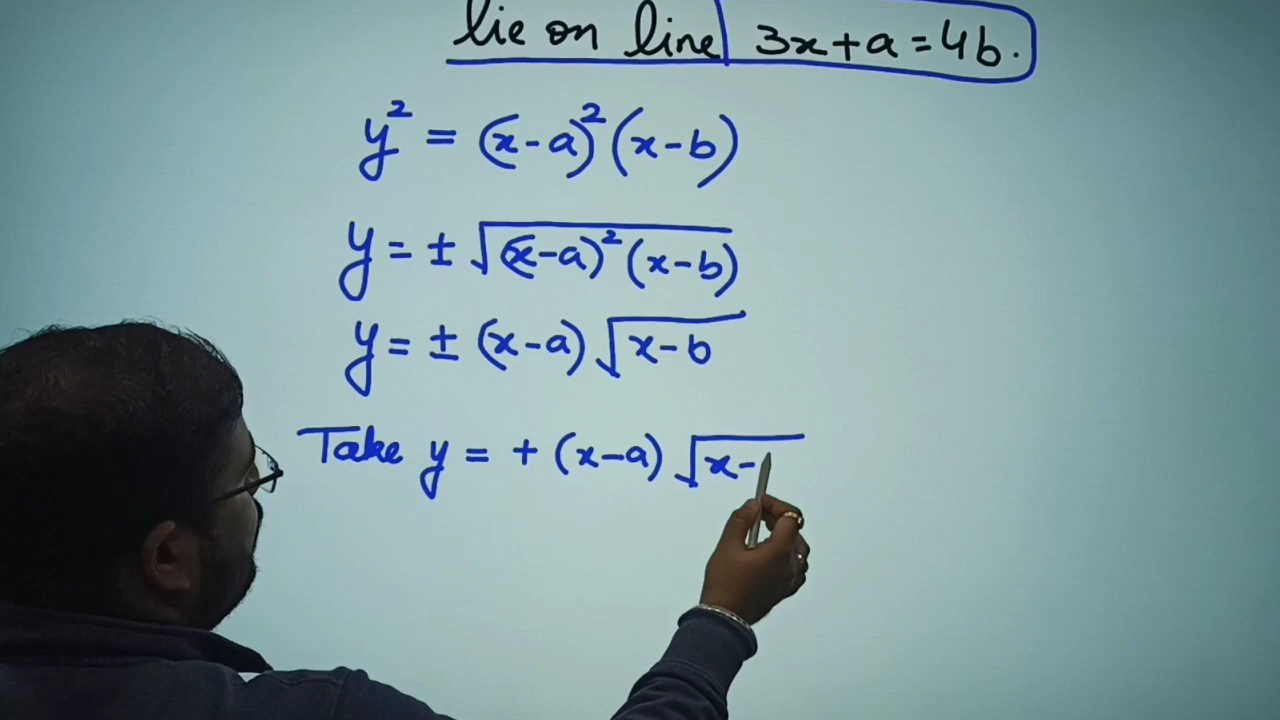 lie on line 3x+a=4b.
y² = (x-a)² (x-b)
y = ± √(x-a)² (x-b)
y = ± (x-a) √x-b
Take y = + (x-a) √x-